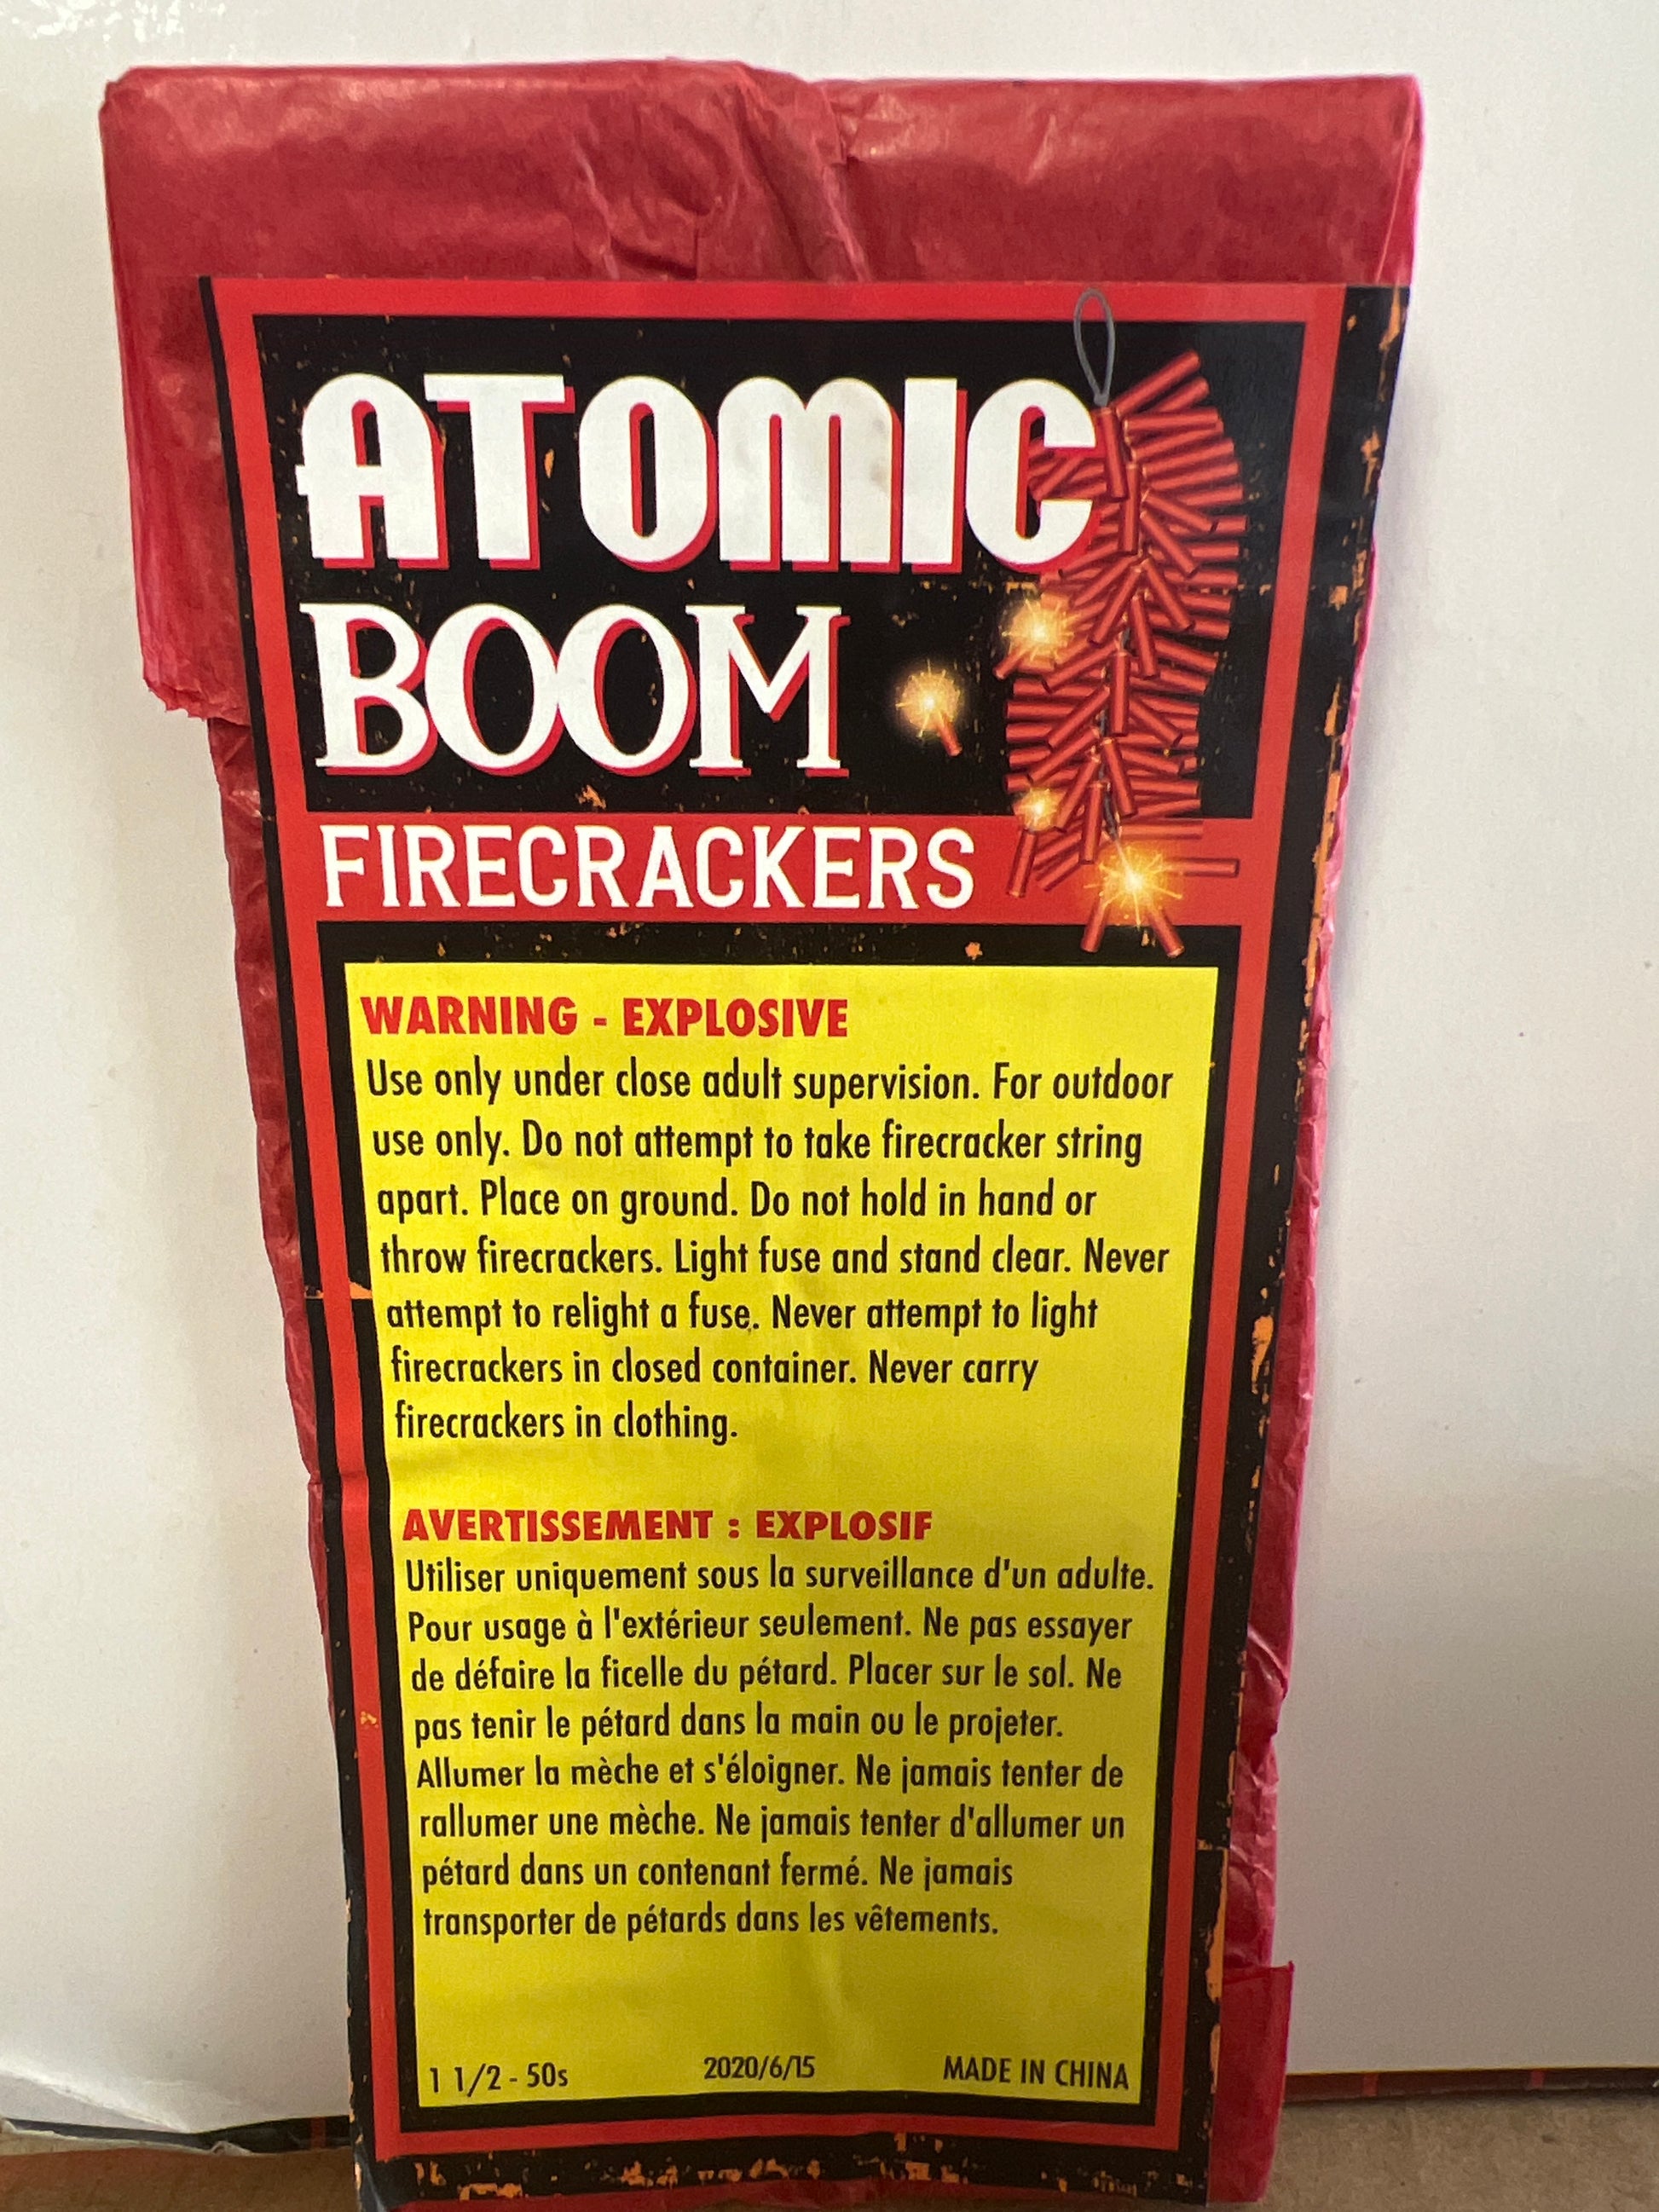 ATOMIC
BOOM
FIRECRACKERS
WARNING - EXPLOSIVE
Use only under close adult supervision. For outdoor
use only. Do not attempt to take firecracker string
apart. Place on ground. Do not hold in hand or
throw firecrackers. Light fuse and stand clear. Never
attempt to relight a fuse. Never attempt to light
firecrackers in closed container. Never carry
firecrackers in clothing.
AVERTISSEMENT : EXPLOSIF
Utiliser uniquement sous la surveillance d'un adulte.
Pour usage à l'extérieur seulement. Ne pas essayer
de défaire la ficelle du pétard. Placer sur le sol. Ne
pas tenir le pétard dans la main ou le projeter.
Allumer la mèche et s'éloigner. Ne jamais tenter de
rallumer une mèche. Ne jamais tenter d'allumer un
pétard dans un contenant fermé. Ne jamais
transporter de pétards dans les vêtements.
1 1/2 - 50s 2020/6/15 MADE IN CHINA